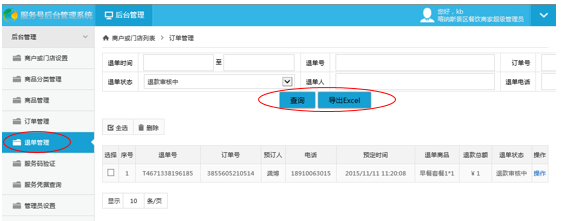 服务号后台管理系统
后台管理
您好，kb
喀纳斯景区餐饮商家超级管理员
后台管理
商户或门店列表 > 订单管理
商户或门店设置
商品分类管理
商品管理
订单管理
退单管理
服务码验证
服务凭据查询
管理员设置
退单时间 至 退单号 订单号
退单状态 退款审核中 退单人 退单电话
查询 导出Excel
全选 删除
选择 序号 退单号 订单号 预订人 电话 预定时间 退单商品 退款总额 退单状态 操作
1 T4671338196185 3855605210514 18910063015 2015/11/11 11:20:08 早餐套餐1*1 ¥ 1 退款审核中 操作
显示 10 条/页